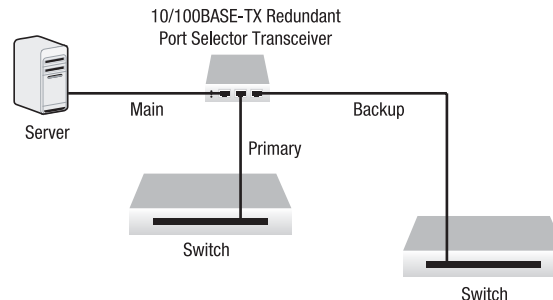 10/100BASE-TX Redundant
Port Selector Transceiver
Main
Backup
Server
Primary
Switch
Switch